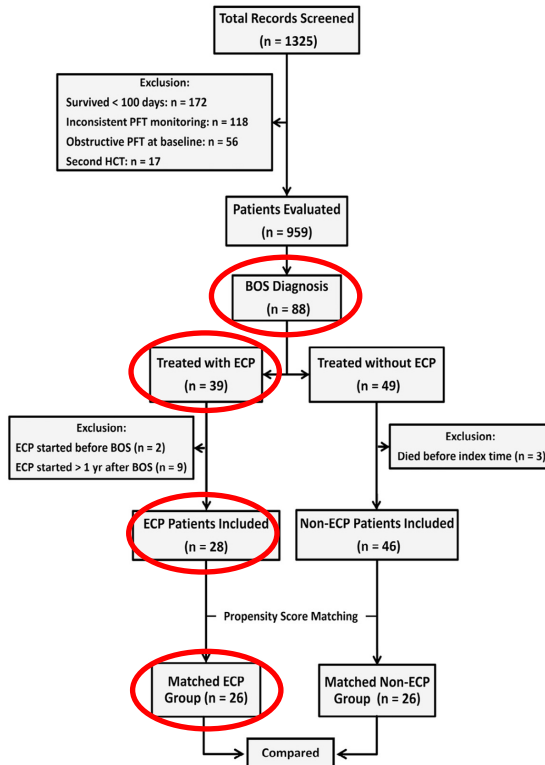 Total Records Screened
(n = 1325)
Exclusion:
Survived < 100 days: n = 172
Inconsistent PFT monitoring: n = 118
Obstructive PFT at baseline: n = 56
Second HCT: n = 17
Patients Evaluated
(n = 959)
BOS Diagnosis
(n = 88)
Treated with ECP
(n = 39)
Treated without ECP
(n = 49)
Exclusion:
ECP started before BOS (n = 2)
ECP started > 1 yr after BOS (n = 9)
Exclusion:
Died before index time (n = 3)
ECP Patients Included
(n = 28)
Non-ECP Patients Included
(n = 46)
Propensity Score Matching
Matched ECP
Group (n = 26)
Matched Non-ECP
Group (n = 26)
Compared